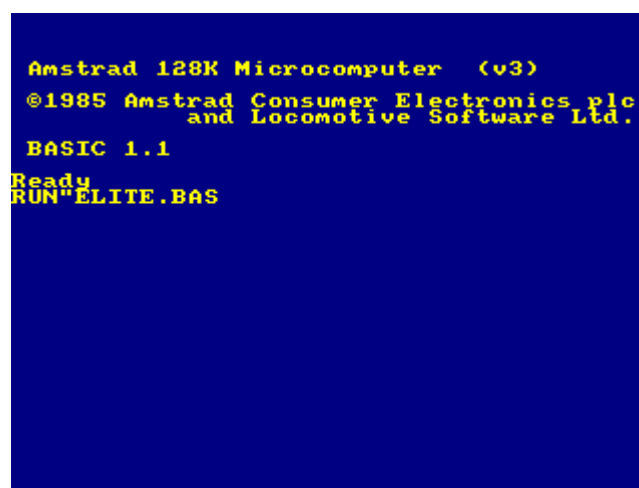 Amstrad 128K Microcomputer (v3)
©1985 Amstrad Consumer Electronics plc
and Locomotive Software Ltd.
BASIC 1.1
Ready
RUN"ELITE.BAS